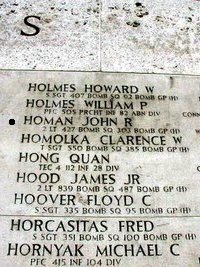 S
HOLMES HOWARD W
S SGT 407 BOMB SQ 92 BOMB GP (H)
HOLMES WILLIAM P
PFC 505 PRCHT INF 82 ABN DIV
HOMAN JOHN R
2 LT 427 BOMB SQ 303 BOMB GP (H)
HOMOLKA CLARENCE W
T SGT 550 BOMB SQ 385 BOMB GP (H)
HONG QUAN
TEC 4 112 INF 28 DIV
HOOD JAMES JR
2 LT 839 BOMB SQ 487 BOMB GP (H)
HOOVER FLOYD C
S SGT 335 BOMB SQ 95 BOMB GP (H)
HORCASITAS FRED
S SGT 351 BOMB SQ 100 BOMB GP (H)
HORNYAK MICHAEL C
PFC 415 INF 104 DIV